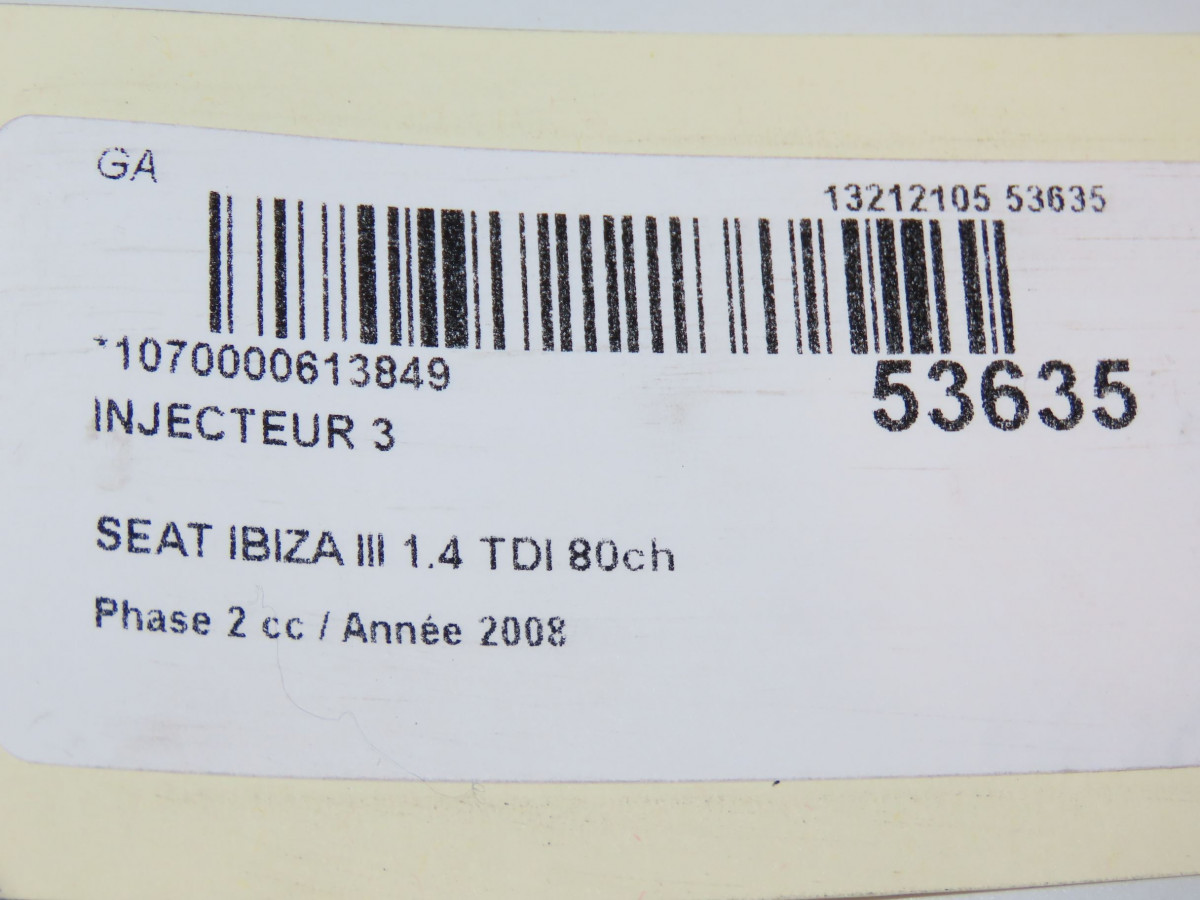 GA
13212105 53635
*1070000613849
53635
INJECTEUR 3
SEAT IBIZA III 1.4 TDI 80ch
Phase 2 cc / Année 2008